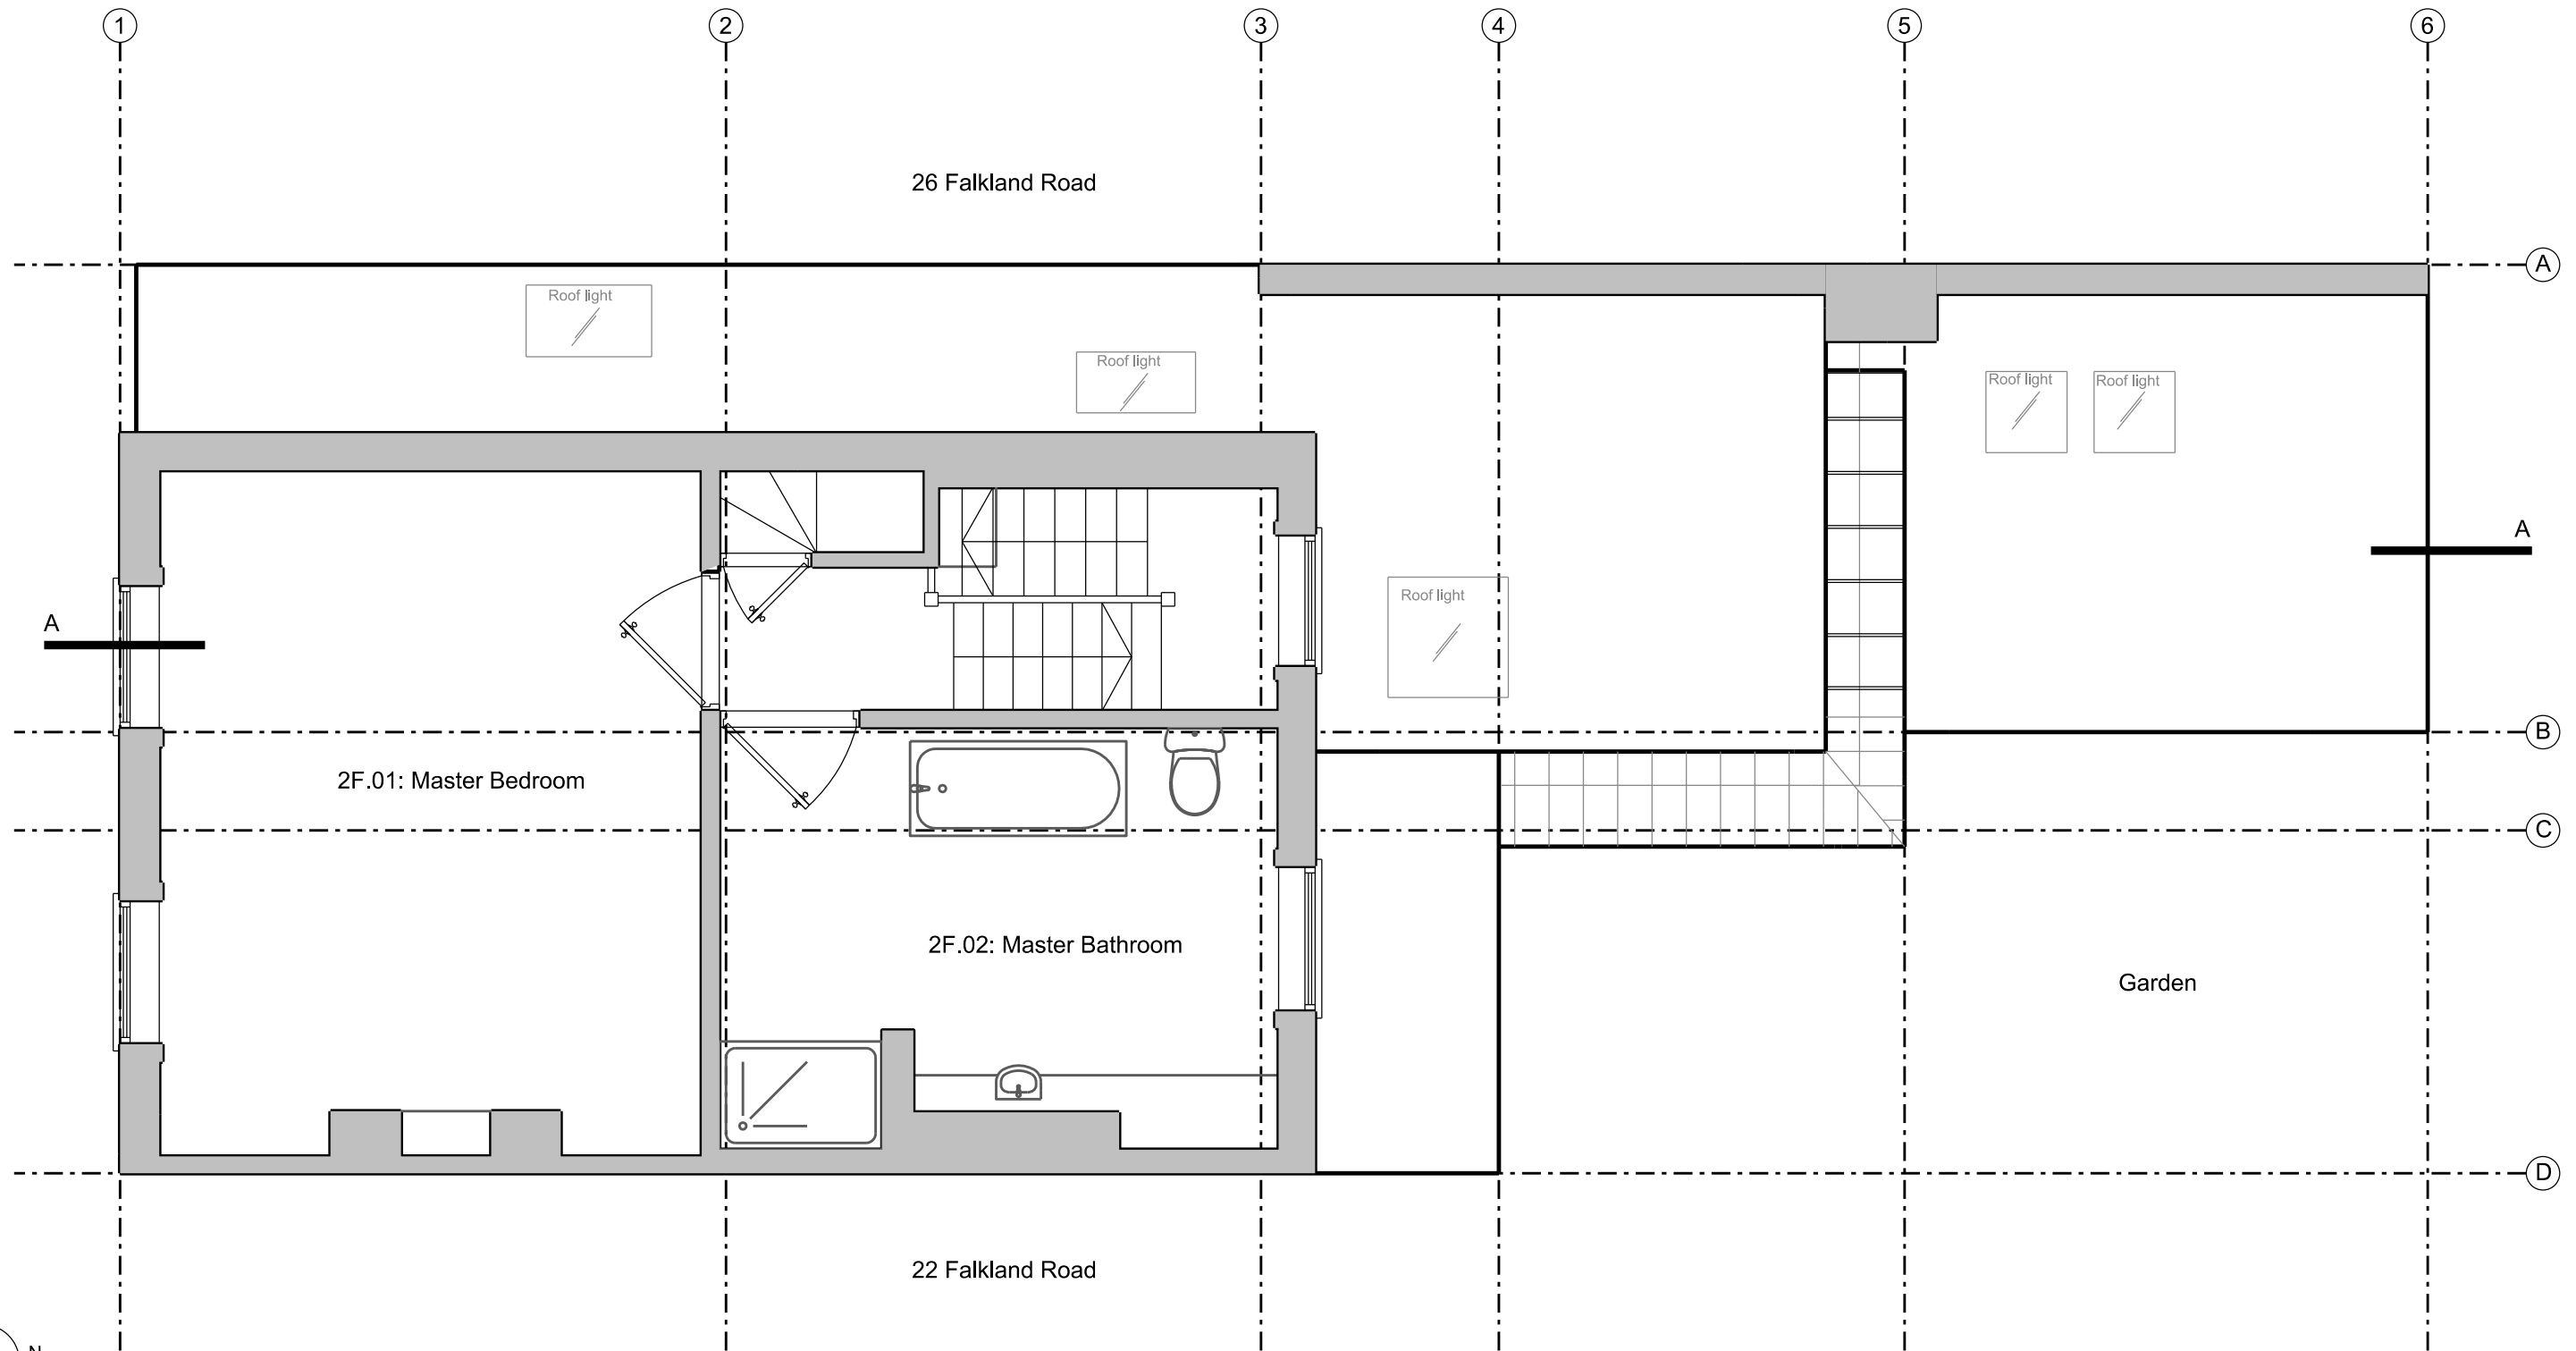 1 2 3 4 5 6
26 Falkland Road
A
Roof light
Roof light
Roof light Roof light
A
Roof light
A
B
2F.01: Master Bedroom
C
2F.02: Master Bathroom
Garden
D
22 Falkland Road
N